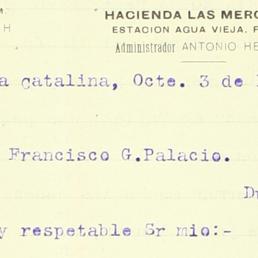 HACIENDA LAS MERC
H ESTACION AGUA VIEJA, F
Administrador ANTONIO HE
a Catalina, Octe. 3 de
Francisco G.Palacio.
D
y respetable Sr mio:-